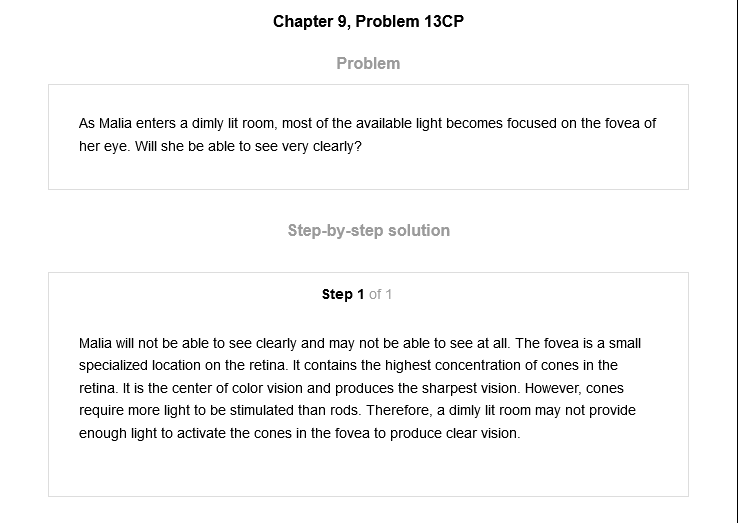 Chapter 9, Problem 13CP
Problem
As Malia enters a dimly lit room, most of the available light becomes focused on the fovea of
her eye. Will she be able to see very clearly?
Step-by-step solution
Step 1 of 1
Malia will not be able to see clearly and may not be able to see at all. The fovea is a small
specialized location on the retina. It contains the highest concentration of cones in the
retina. It is the center of color vision and produces the sharpest vision. However, cones
require more light to be stimulated than rods. Therefore, a dimly lit room may not provide
enough light to activate the cones in the fovea to produce clear vision.